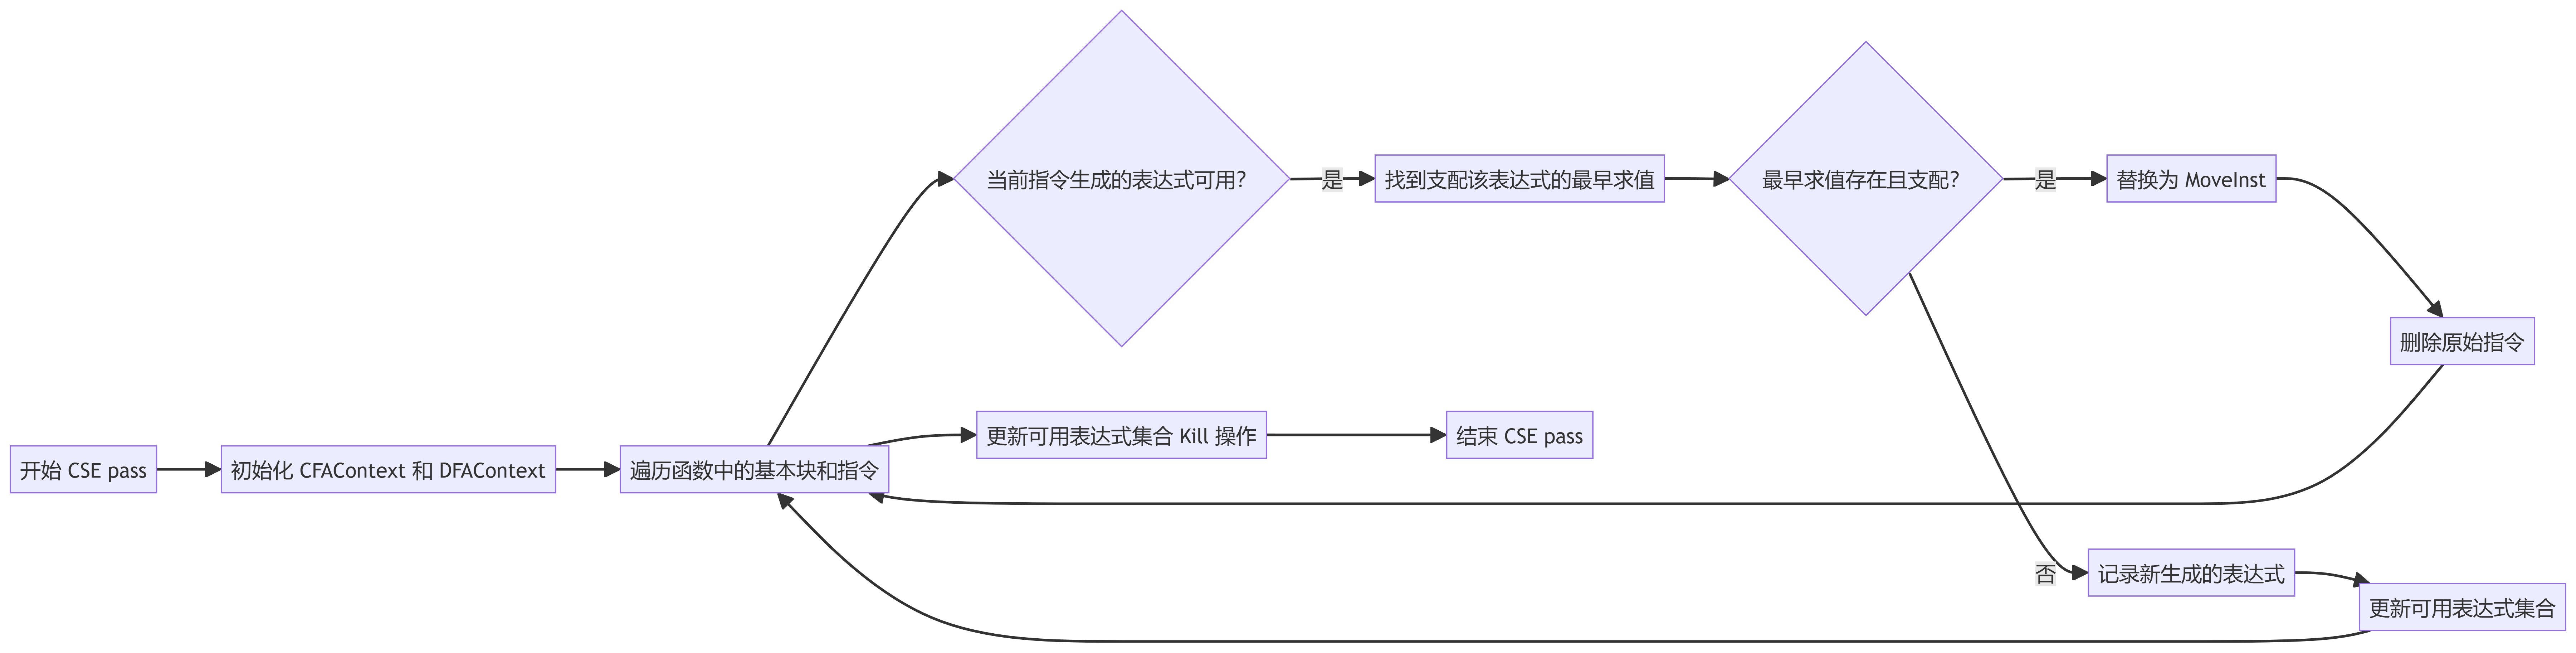 开始 CSE pass
初始化 CFAContext 和 DFAContext
遍历函数中的基本块和指令
当前指令生成的表达式可用?
是
找到支配该表达式的最早求值
最早求值存在且支配?
是
替换为 MoveInst
删除原始指令
更新可用表达式集合 Kill 操作
结束 CSE pass
否
记录新生成的表达式
更新可用表达式集合